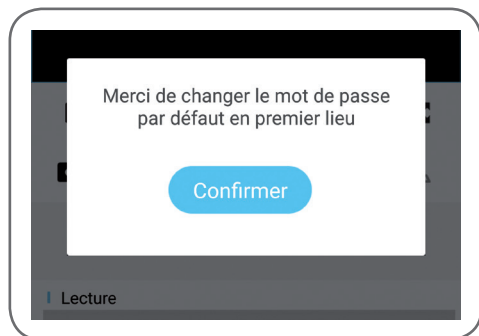 Merci de changer le mot de passe
par défaut en premier lieu
Confirmer
Lecture